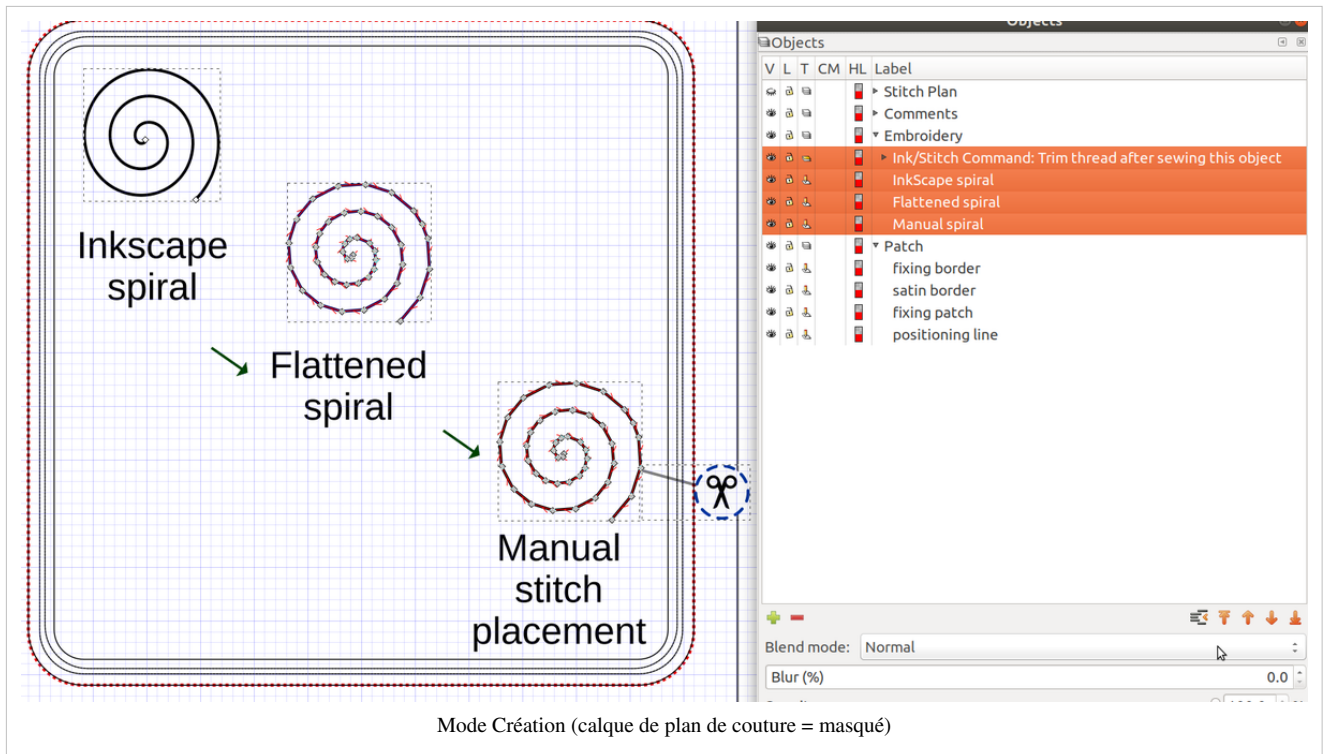 Objects
Objects
V L T CM HL Label
Stitch Plan
Comments
Embroidery
Ink/Stitch Command: Trim thread after sewing this object
InkScape spiral
Flattened spiral
Manual spiral
Patch
fixing border
satin border
fixing patch
positioning line
Inkscape
spiral
Flattened
spiral
Manual
stitch
placement
Blend mode: Normal
Blur (%) 0.0
Mode Création (calque de plan de couture = masqué)